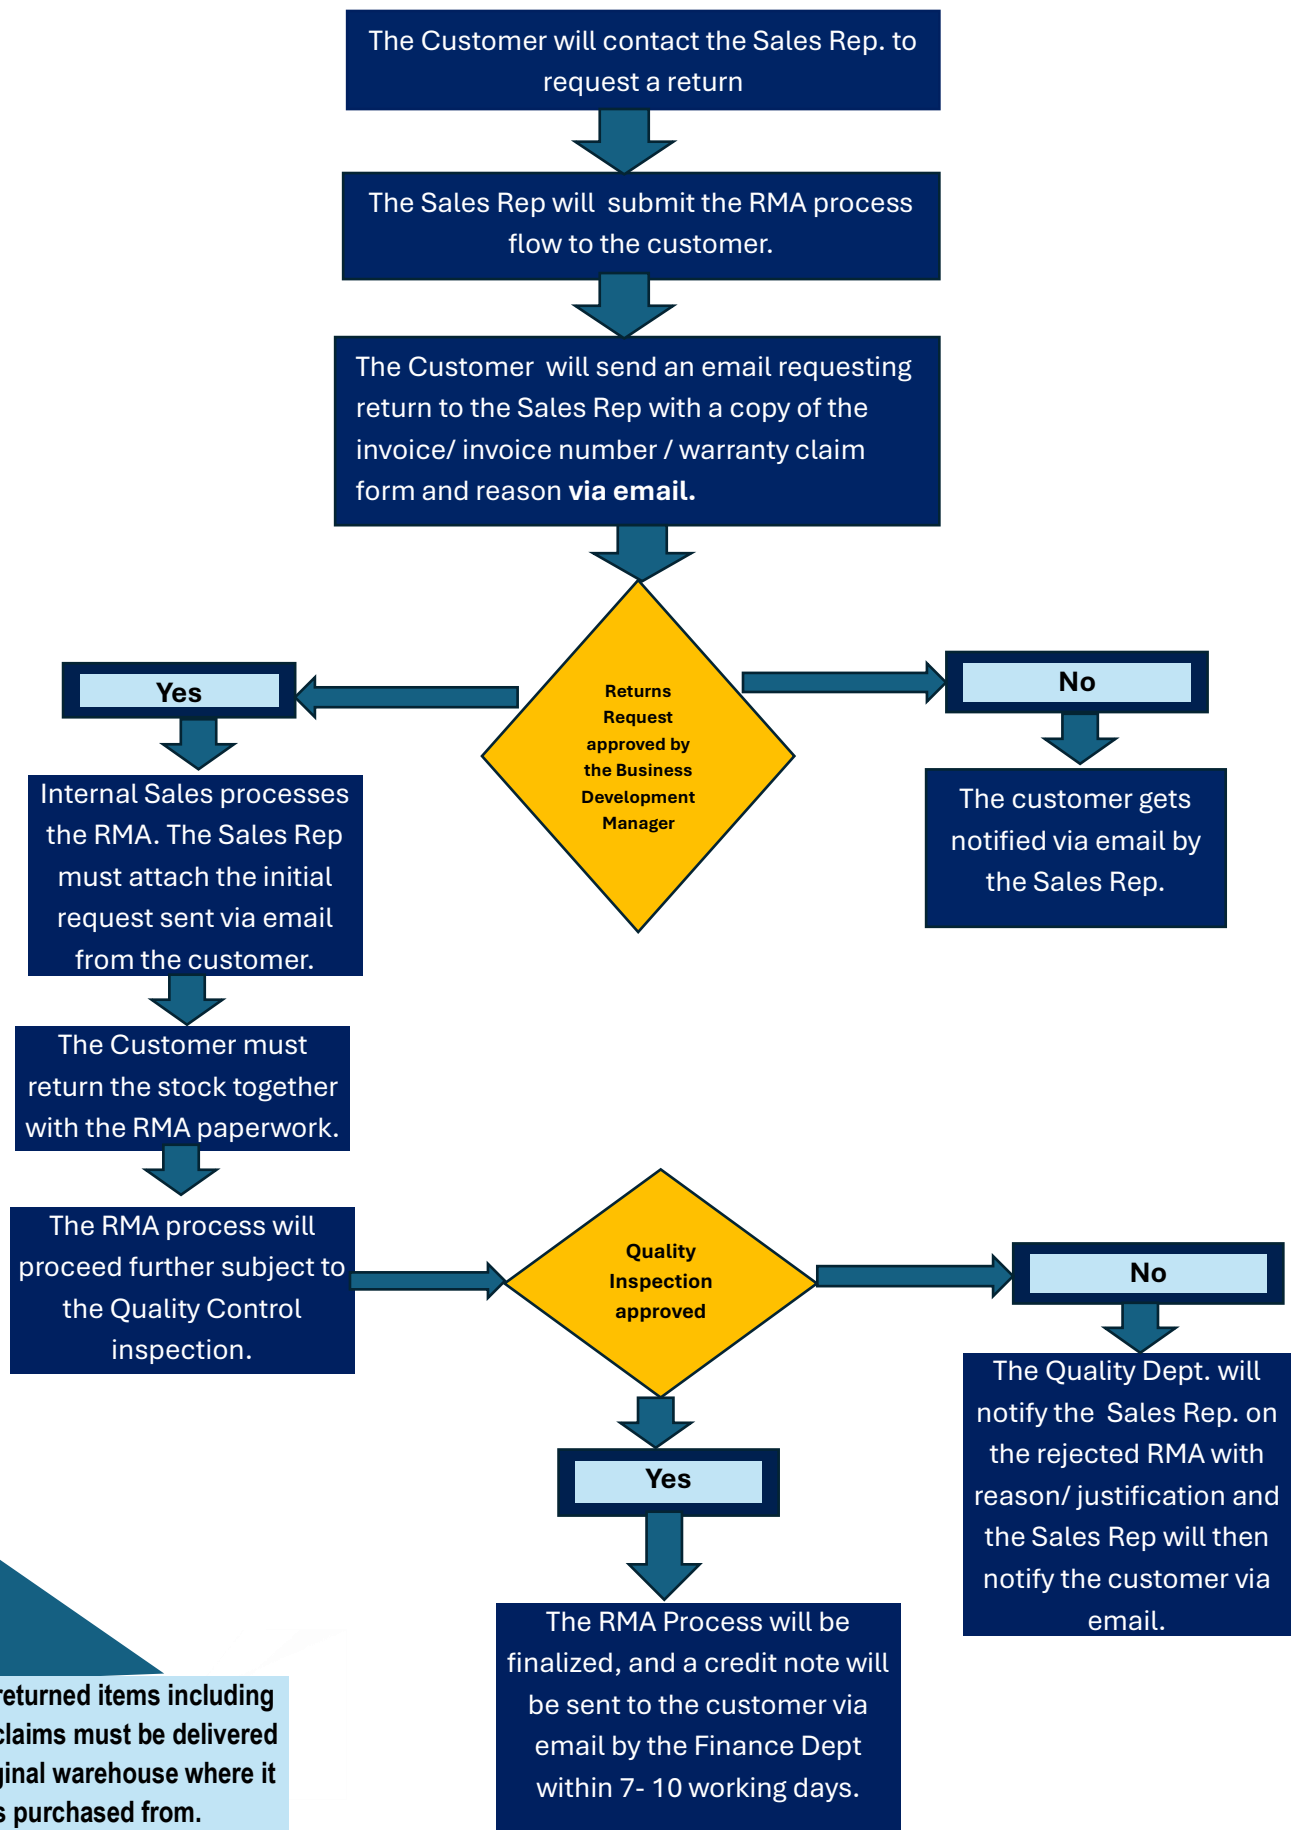 The Customer will contact the Sales Rep. to
request a return
The Sales Rep will  submit the RMA process
flow to the customer.
The Customer  will send an email requesting
return to the Sales Rep with a copy of the
invoice/ invoice number / warranty claim
form and reason via email.
Returns
Request
approved by
the Business
Development
Manager
Yes
No
Internal Sales processes
the RMA. The Sales Rep
must attach the initial
request sent via email
from the customer.
The customer gets
notified via email by
the Sales Rep.
The Customer must
return the stock together
with the RMA paperwork.
The RMA process will
proceed further subject to
the Quality Control
inspection.
Quality
Inspection
approved
No
The Quality Dept. will
notify the  Sales Rep. on
the rejected RMA with
reason/ justification and
the Sales Rep will then
notify the customer via
email.
Yes
The RMA Process will be
finalized, and a credit note will
be sent to the customer via
email by the Finance Dept
within 7- 10 working days.
returned items including
claims must be delivered
warehouse where it
purchased from.